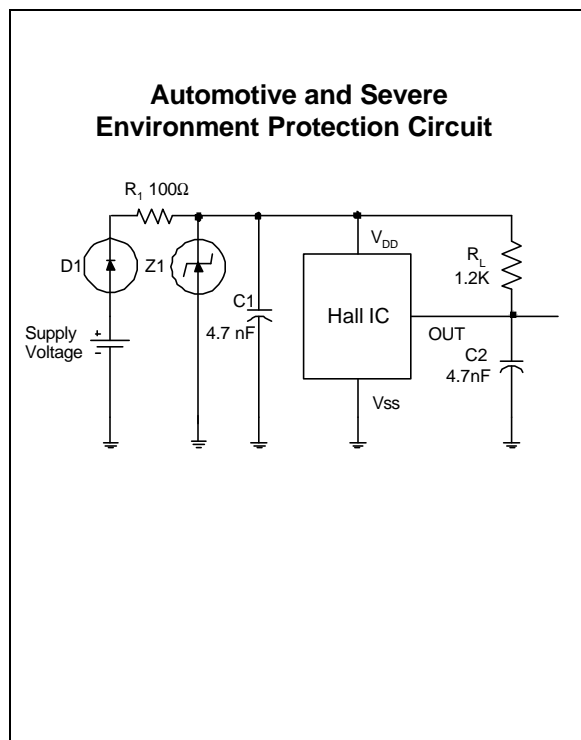 Automotive and Severe
Environment Protection Circuit
R1 100Ω
D1
Z1
C1
4.7 nF
VDD
Hall IC
Vss
RL
1.2K
OUT
C2
4.7nF
Supply
Voltage
+
-